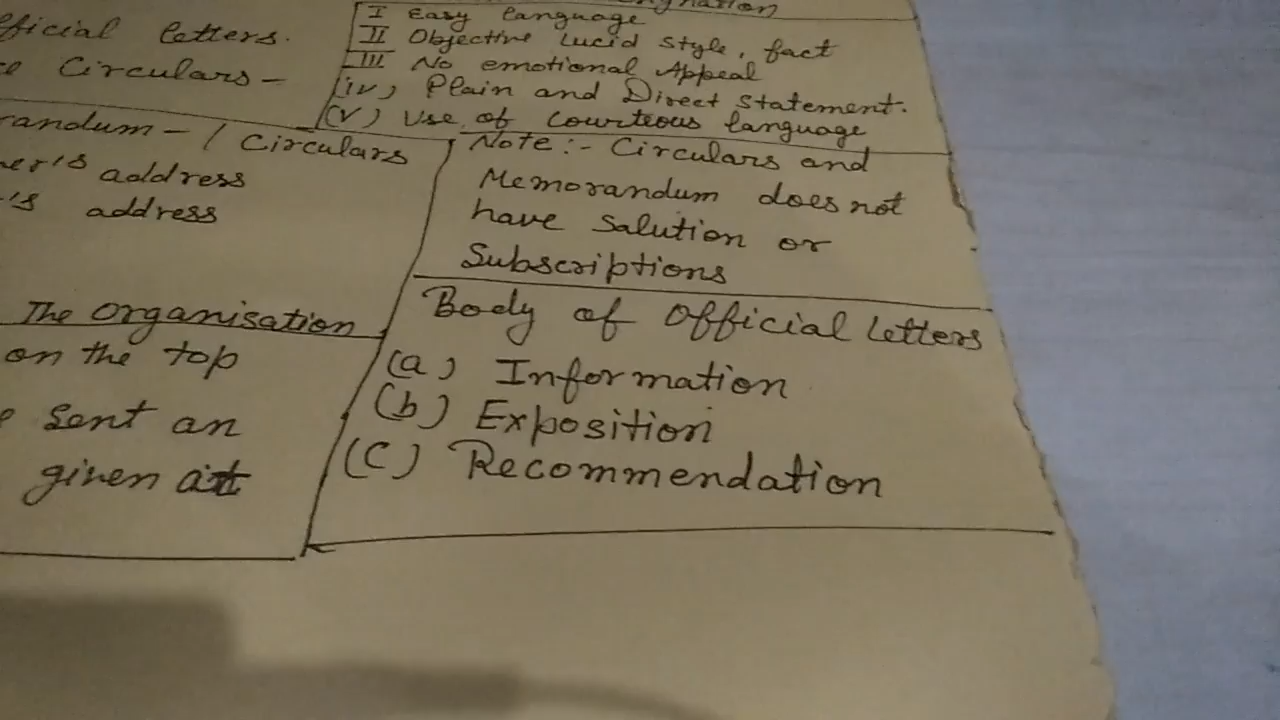 official letters.
Circulars -
randum - / Circulars
ner's address
's address
The Organisation
on the top
sent an
given at
I Easy language
II Objective Lucid style, fact
III No emotional Appeal
(iv) Plain and Direct statement.
(v) Use of courteous language
Note :- Circulars and
Memorandum does not
have Salution or
Subscriptions
Body of Official Letters
(a) Information
(b) Exposition
(c) Recommendation